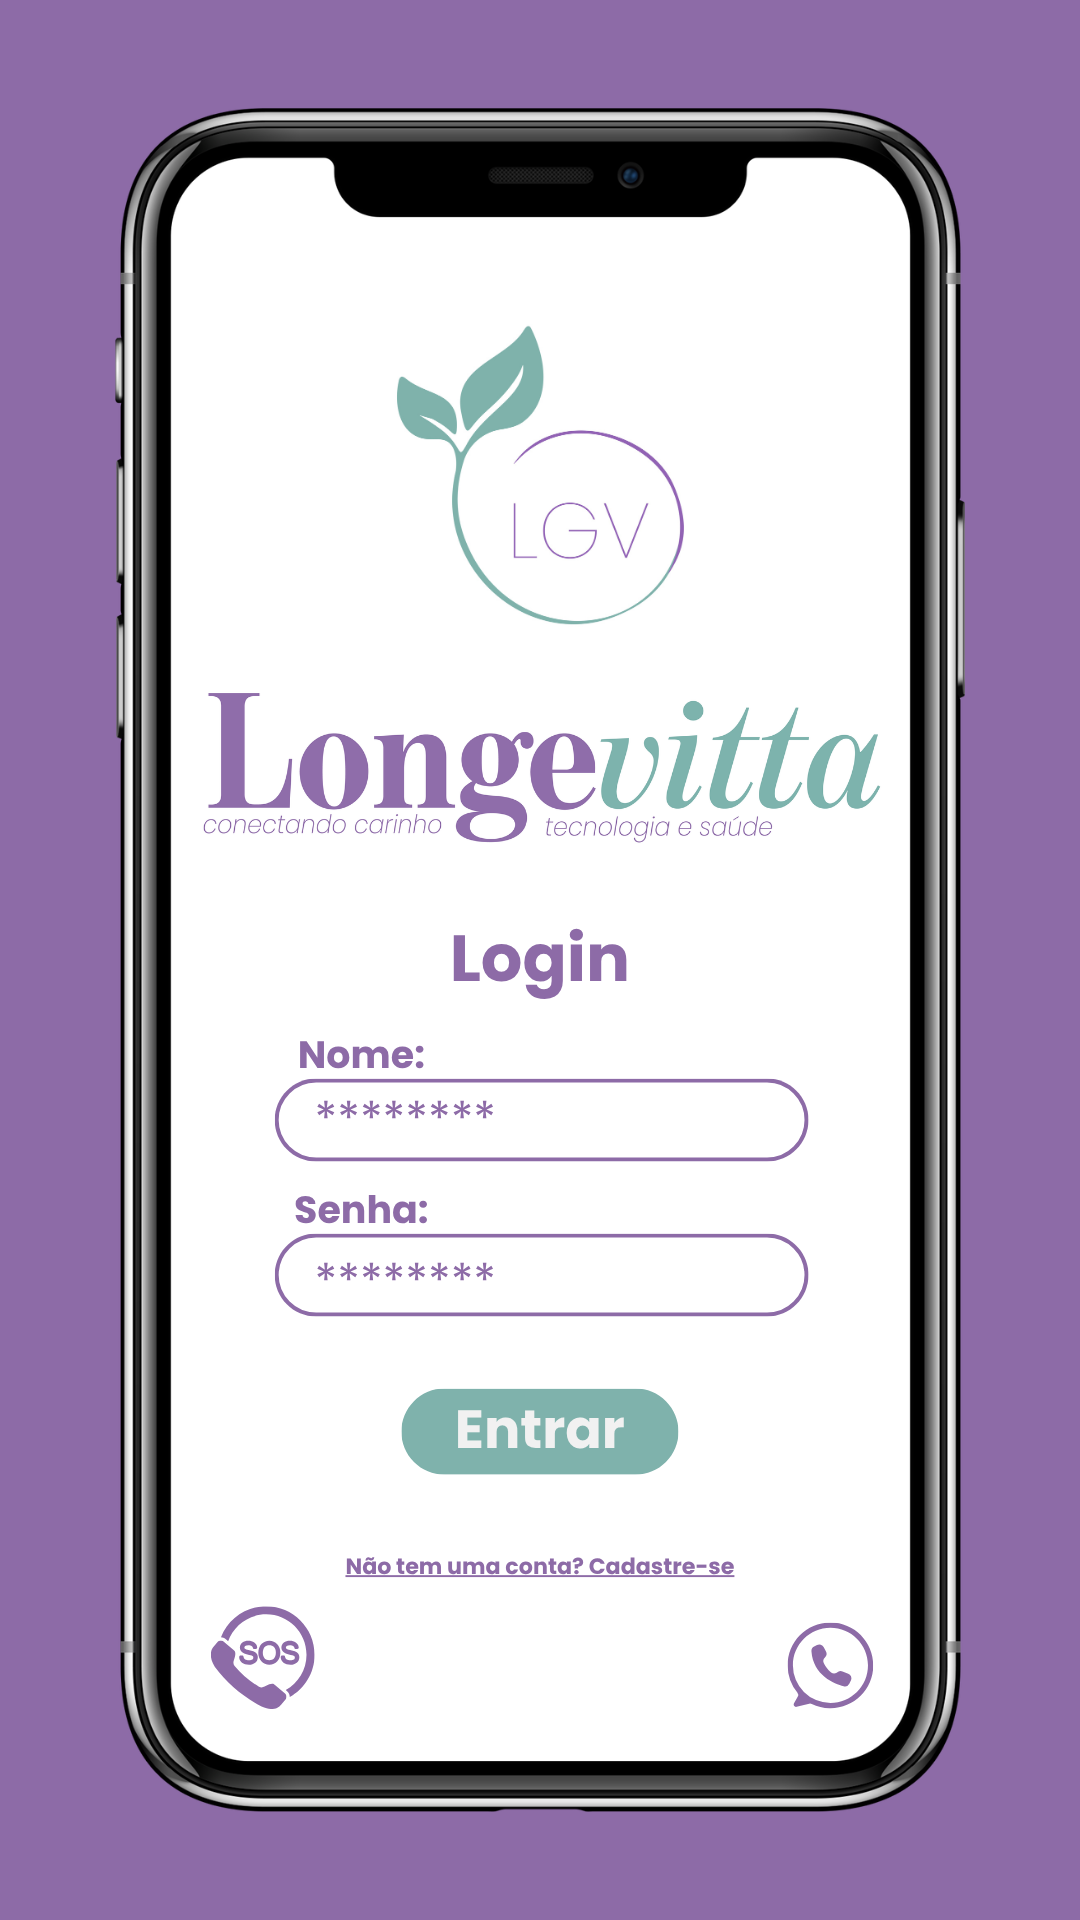 LGV
Longevitta
conectando carinho tecnologia e saúde
Login
Nome:
********
Senha:
********
Entrar
Não tem uma conta? Cadastre-se
SOS